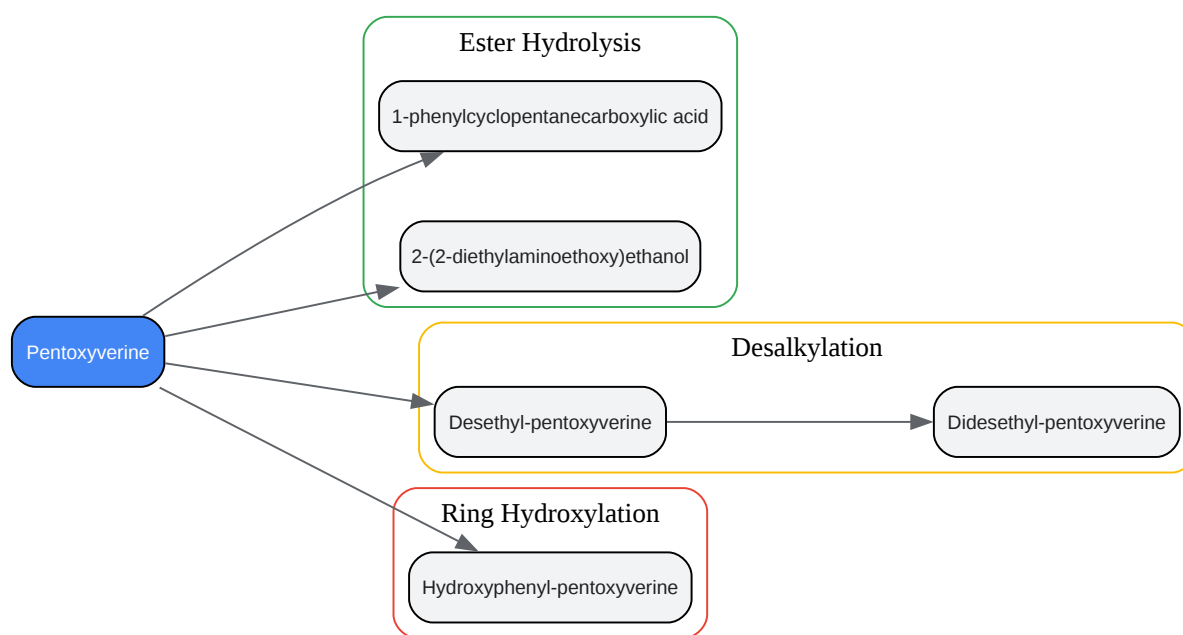 Ester Hydrolysis
1-phenylcyclopentanecarboxylic acid
2-(2-diethylaminoethoxy)ethanol
Pentoxyverine
Desalkylation
Desethyl-pentoxyverine
Didesethyl-pentoxyverine
Ring Hydroxylation
Hydroxyphenyl-pentoxyverine